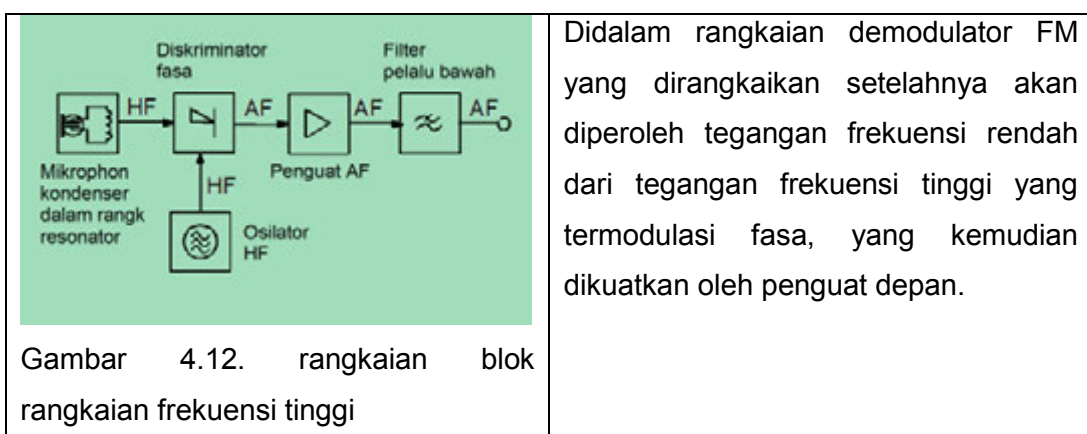 Diskriminator
fasa
Filter
pelalu bawah
HF
AF
AF
AF
Mikrophon
kondenser
dalam rangk
resonator
HF
Penguat AF
Osilator
HF
Gambar 4.12. rangkaian blok
rangkaian frekuensi tinggi
Didalam rangkaian demodulator FM
yang dirangkaikan setelahnya akan
diperoleh tegangan frekuensi rendah
dari tegangan frekuensi tinggi yang
termodulasi fasa, yang kemudian
dikuatkan oleh penguat depan.